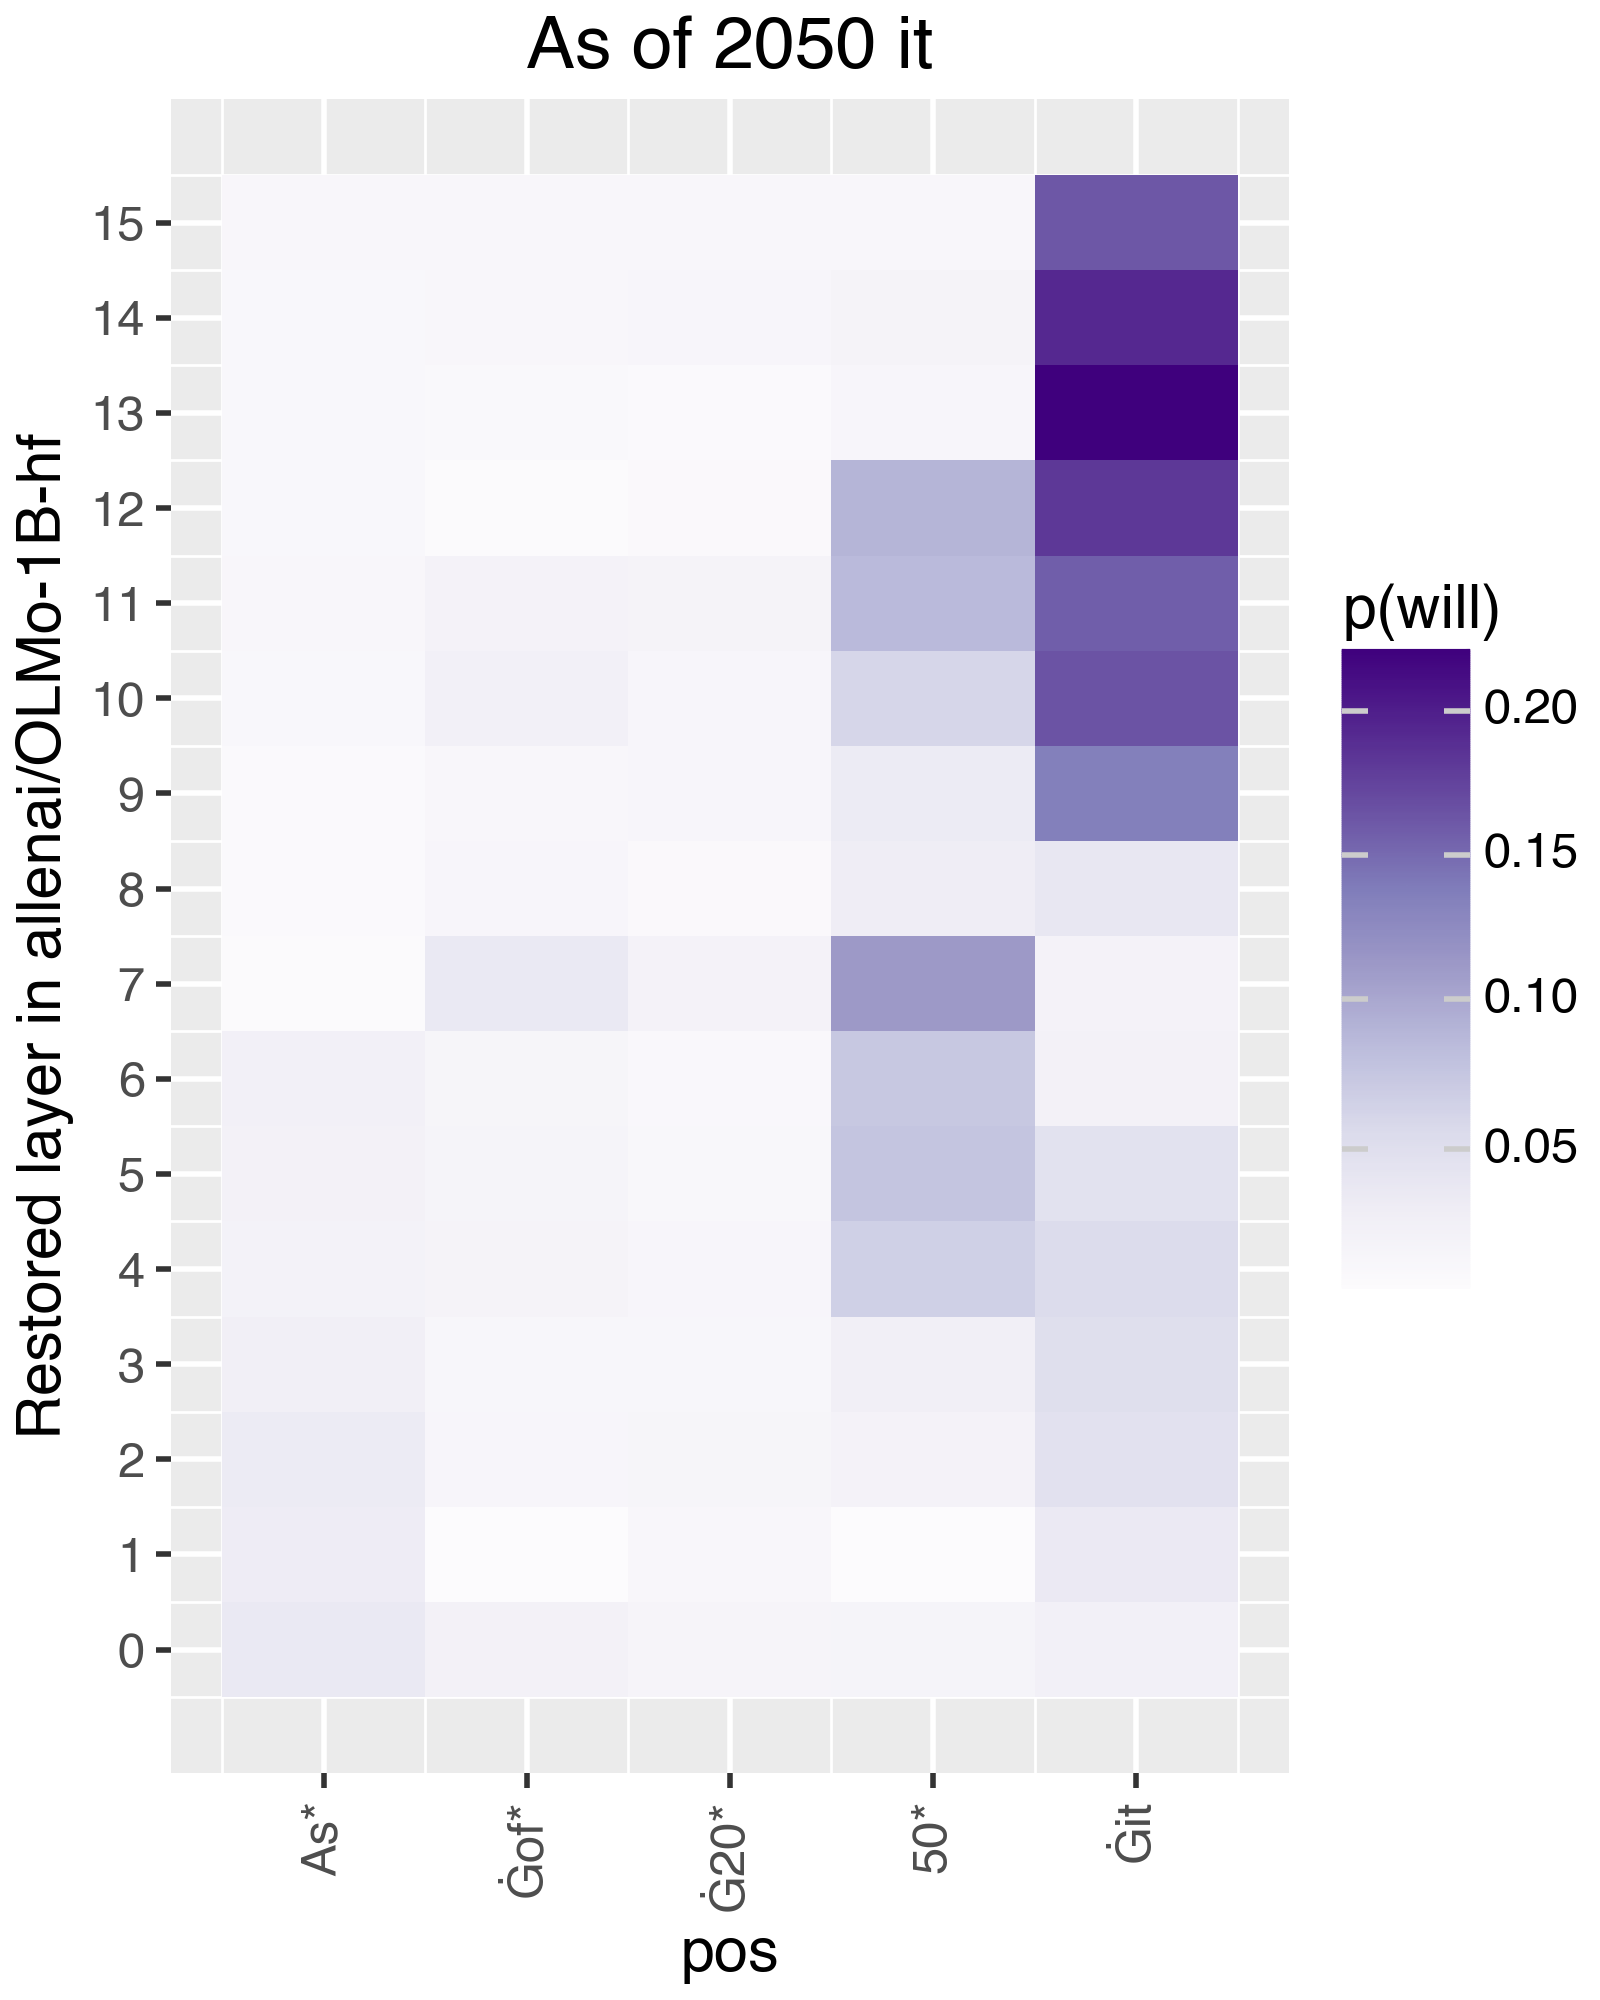 As of 2050 it
Restored layer in allenai/OLMo-1B-hf
15
14
13
12
11
10
9
8
7
6
5
4
3
2
1
0
As*
Ġof*
Ġ20*
50*
Ġit
pos
p(will)
0.20
0.15
0.10
0.05